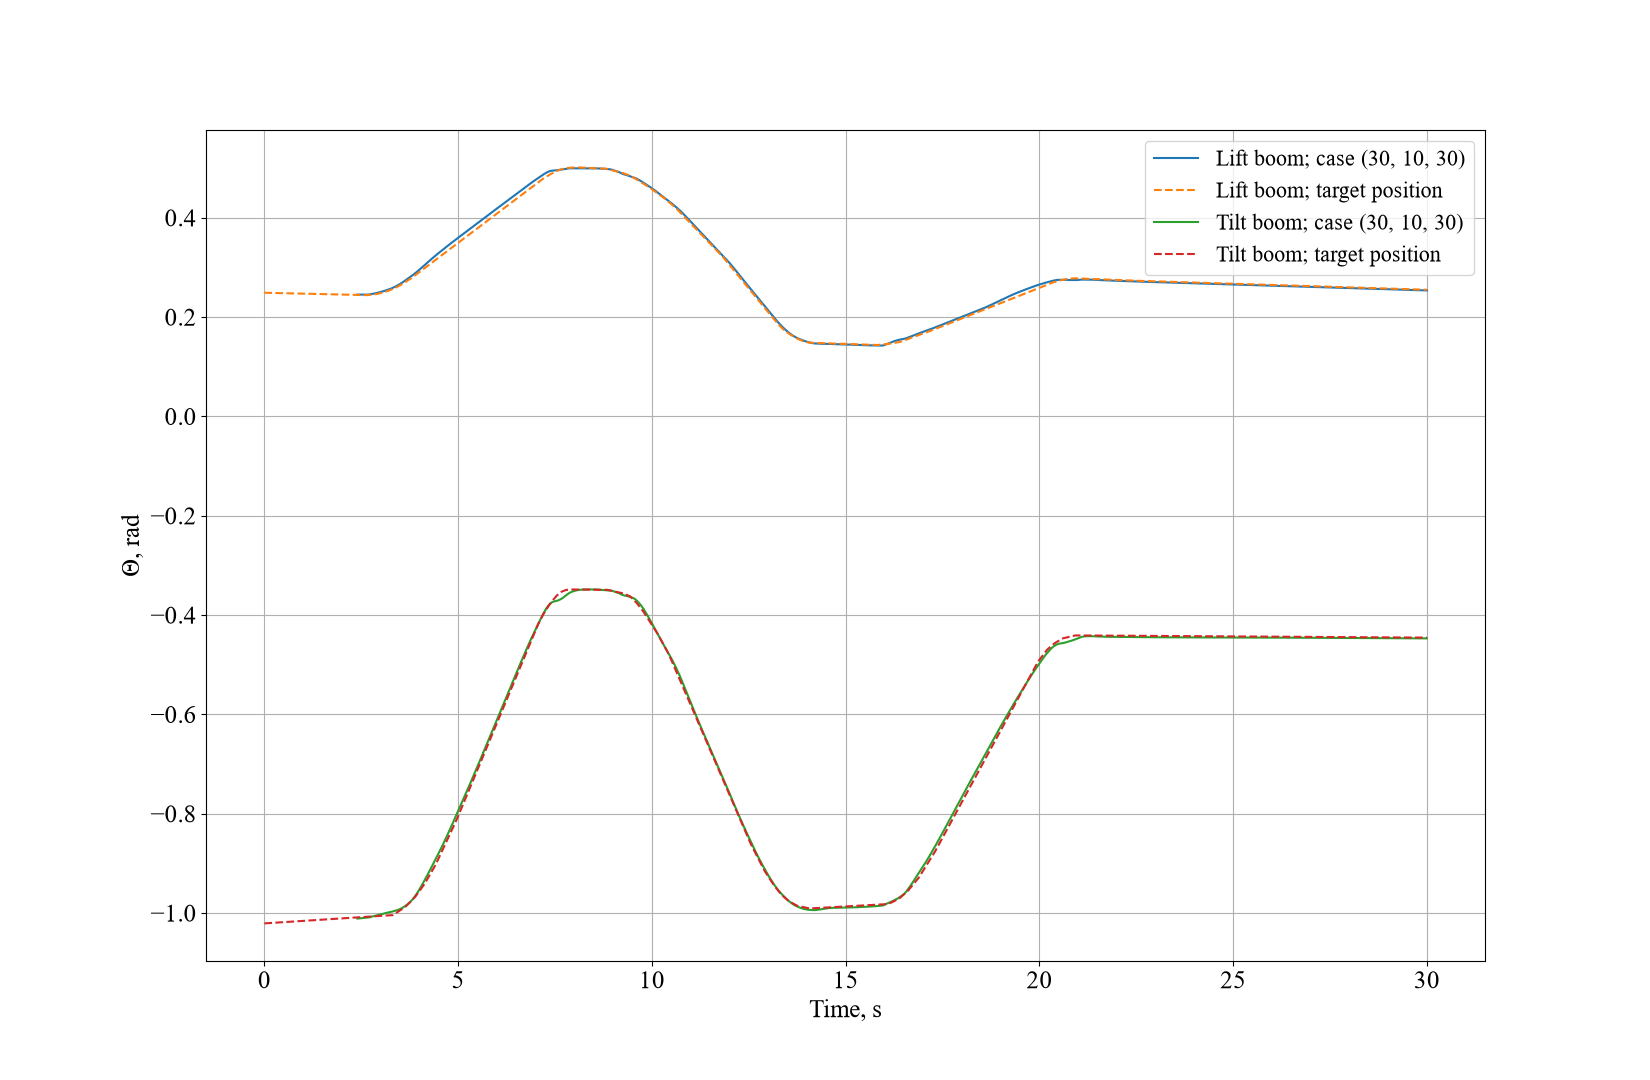 Lift boom; case (30, 10, 30)
Lift boom; target position
Tilt boom; case (30, 10, 30)
Tilt boom; target position
0.4
0.2
0.0
−0.2
−0.4
−0.6
−0.8
−1.0
Θ, rad
0 5 10 15 20 25 30
Time, s